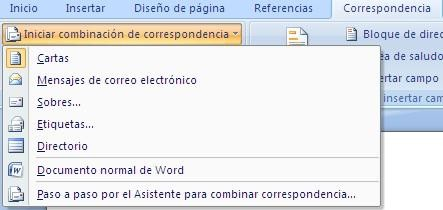 Inicio Insertar Diseño de página Referencias Correspondencia
Iniciar combinación de correspondencia
Bloque de direc
ea de saludo
Cartas
ertar campo
Mensajes de correo electrónico
insertar cam
Sobres...
Etiquetas...
Directorio
Documento normal de Word
Paso a paso por el Asistente para combinar correspondencia...